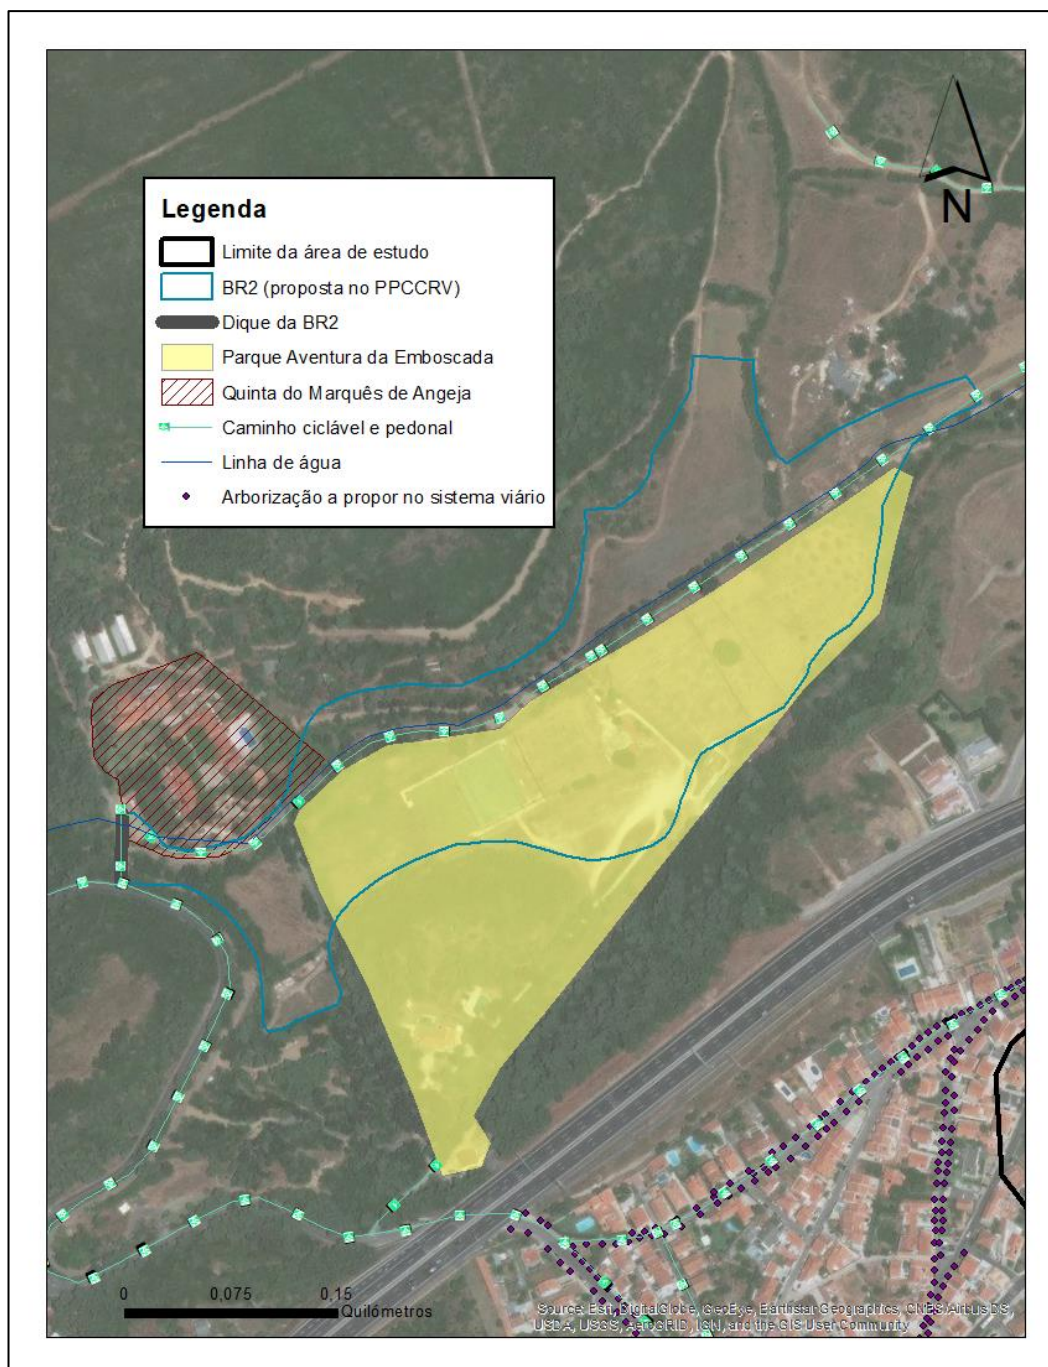 N
Legenda
Limite da área de estudo
BR2 (proposta no PPCCRV)
Dique da BR2
Parque Aventura da Emboscada
Quinta do Marquês de Angeja
Caminho ciclável e pedonal
Linha de água
Arborização a propor no sistema viário
0 0,075 0,15
Quilómetros
Source: Esri, DigitalGlobe, GeoEye, Earthstar Geographics, CNES/Airbus DS,
USDA, USGS, AeroGRID, IGN, and the GIS User Community